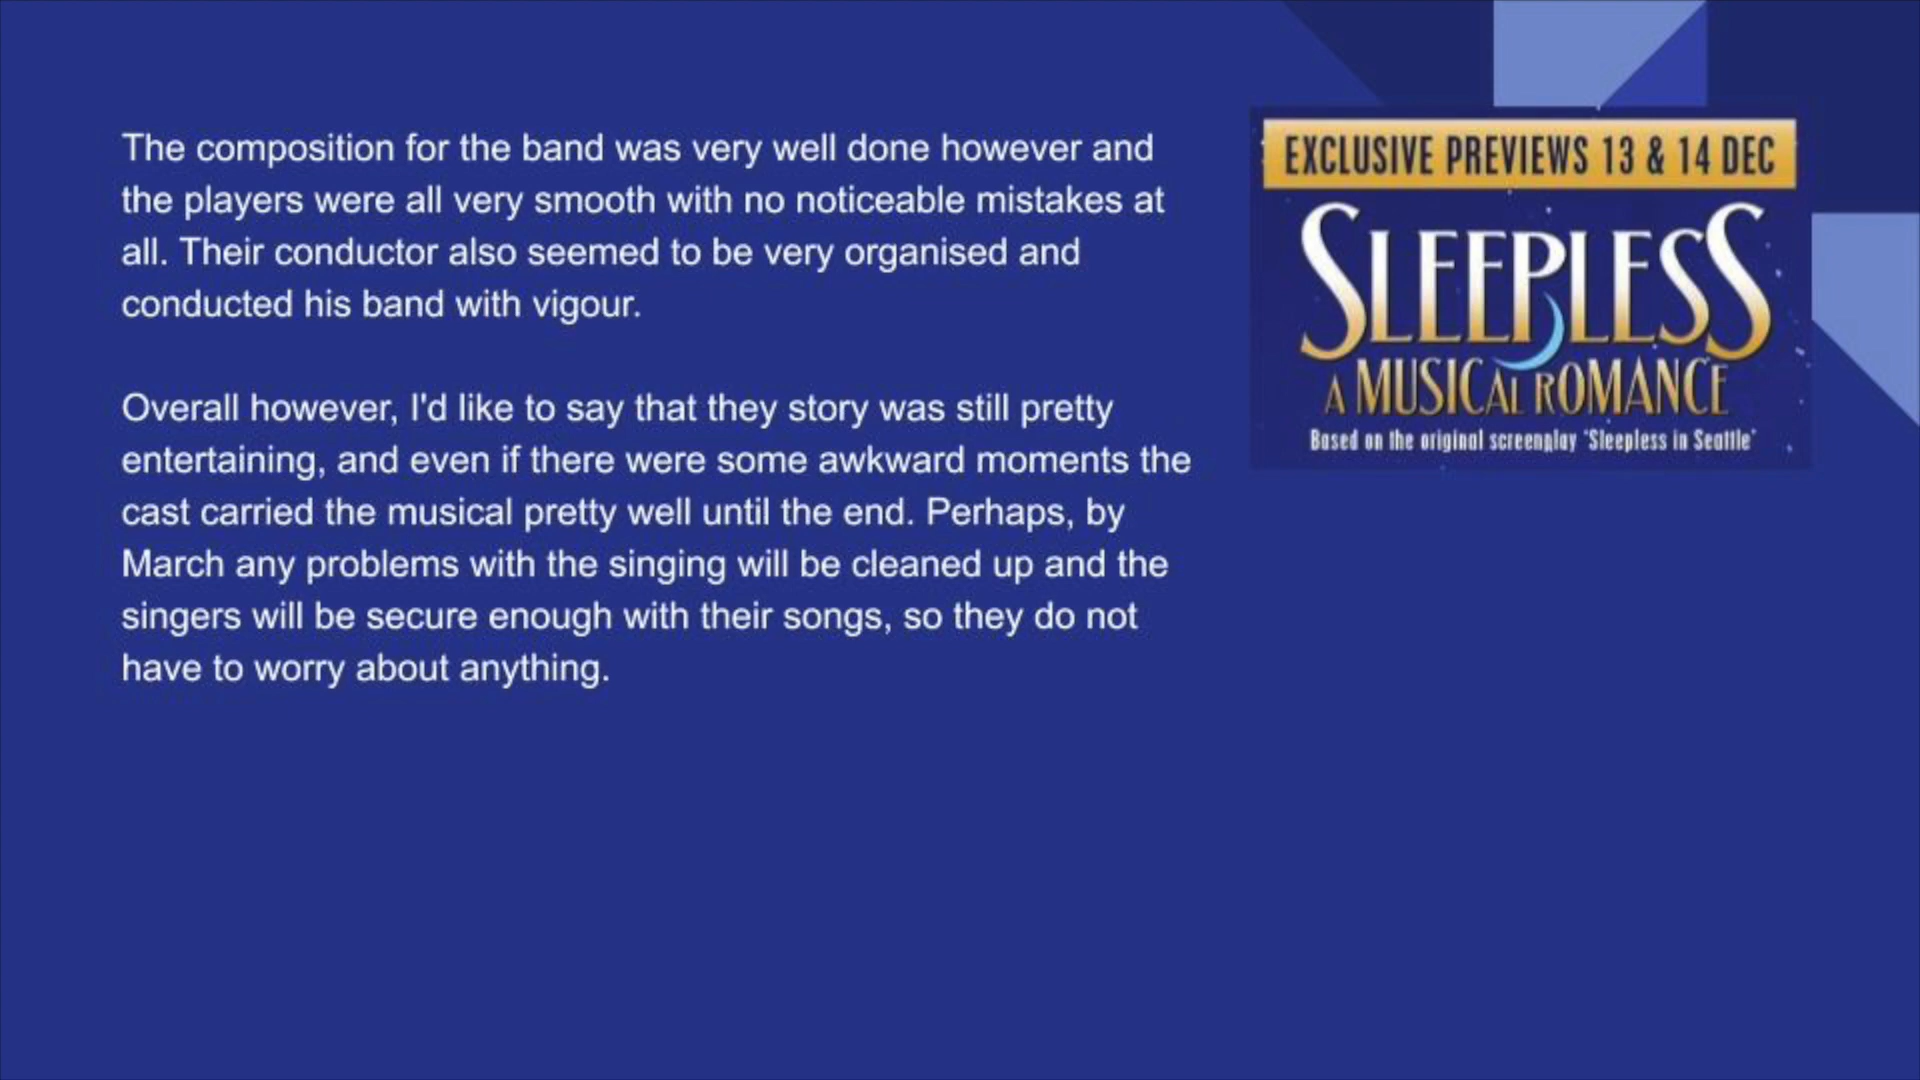 The composition for the band was very well done however and
the players were all very smooth with no noticeable mistakes at
all. Their conductor also seemed to be very organised and
conducted his band with vigour.
Overall however, I'd like to say that they story was still pretty
entertaining, and even if there were some awkward moments the
cast carried the musical pretty well until the end. Perhaps, by
March any problems with the singing will be cleaned up and the
singers will be secure enough with their songs, so they do not
have to worry about anything.
EXCLUSIVE PREVIEWS 13 & 14 DEC
SLEEPLESS
A MUSICAL ROMANCE
Based on the original screenplay 'Sleepless in Seattle'